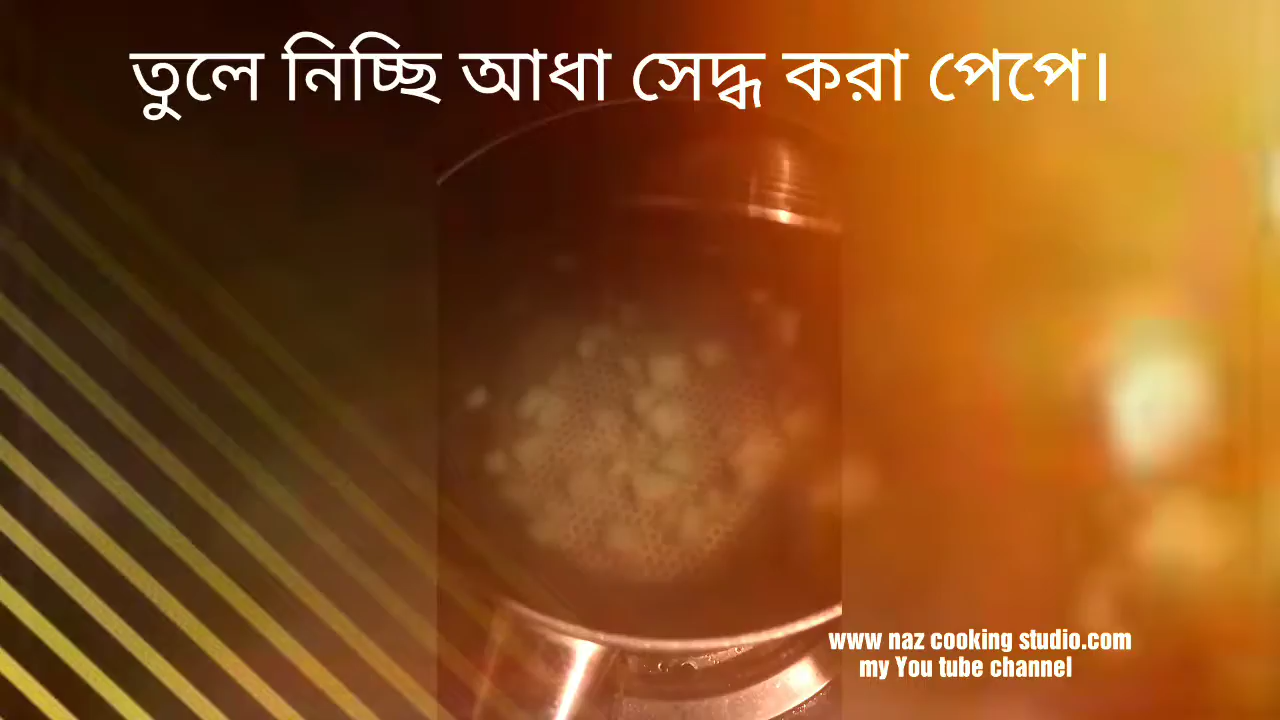 তুলে নিচ্ছি আধা সেদ্ধ করা পেপে।
www naz cooking studio.com
my You tube channel